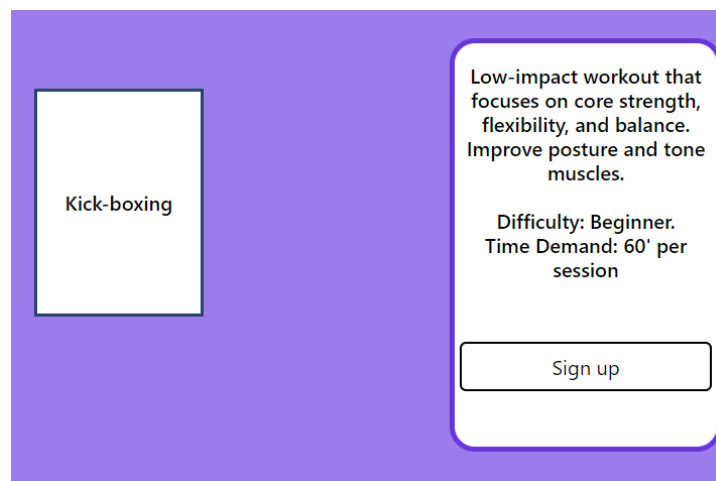 Kick-boxing
Low-impact workout that
focuses on core strength,
flexibility, and balance.
Improve posture and tone
muscles.
Difficulty: Beginner.
Time Demand: 60' per
session
Sign up